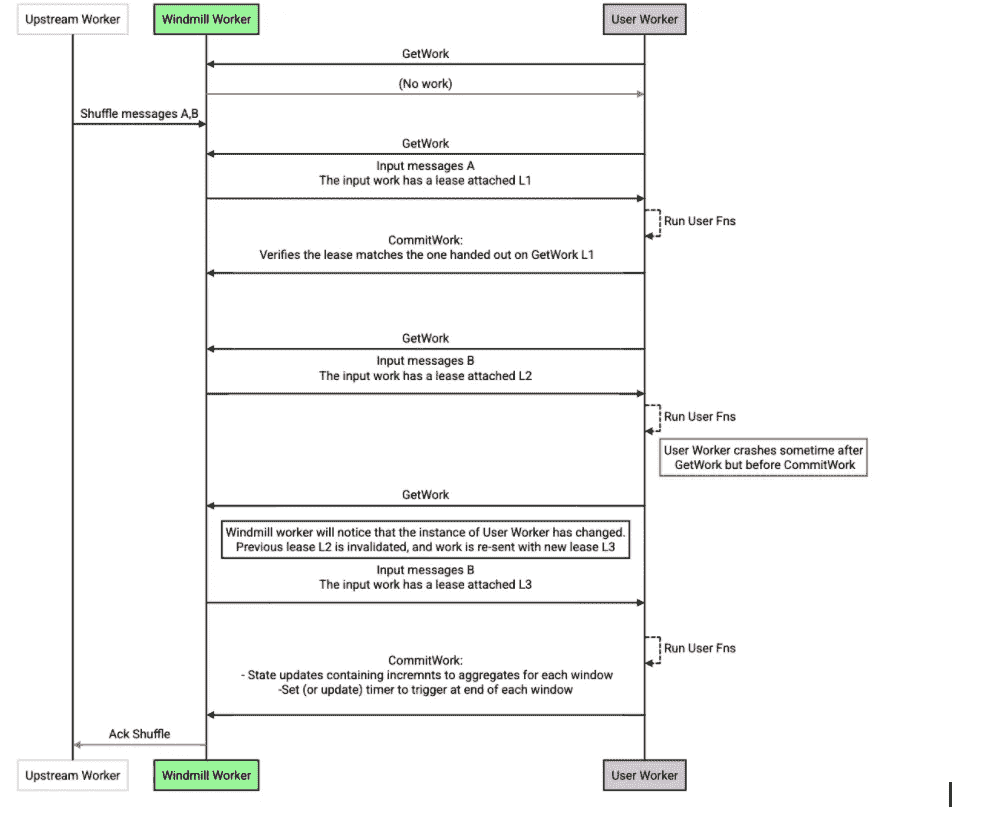 Upstream Worker
Windmill Worker
User Worker
GetWork
(No work)
Shuffle messages A,B
GetWork
Input messages A
The input work has a lease attached L1
Run User Fns
CommitWork:
Verifies the lease matches the one handed out on GetWork L1
GetWork
Input messages B
The input work has a lease attached L2
Run User Fns
User Worker crashes sometime after
GetWork but before CommitWork
GetWork
Windmill worker will notice that the instance of User Worker has changed.
Previous lease L2 is invalidated, and work is re-sent with new lease L3
Input messages B
The input work has a lease attached L3
Run User Fns
CommitWork:
- State updates containing incremnts to aggregates for each window
-Set (or update) timer to trigger at end of each window
Ack Shuffle
Upstream Worker
Windmill Worker
User Worker